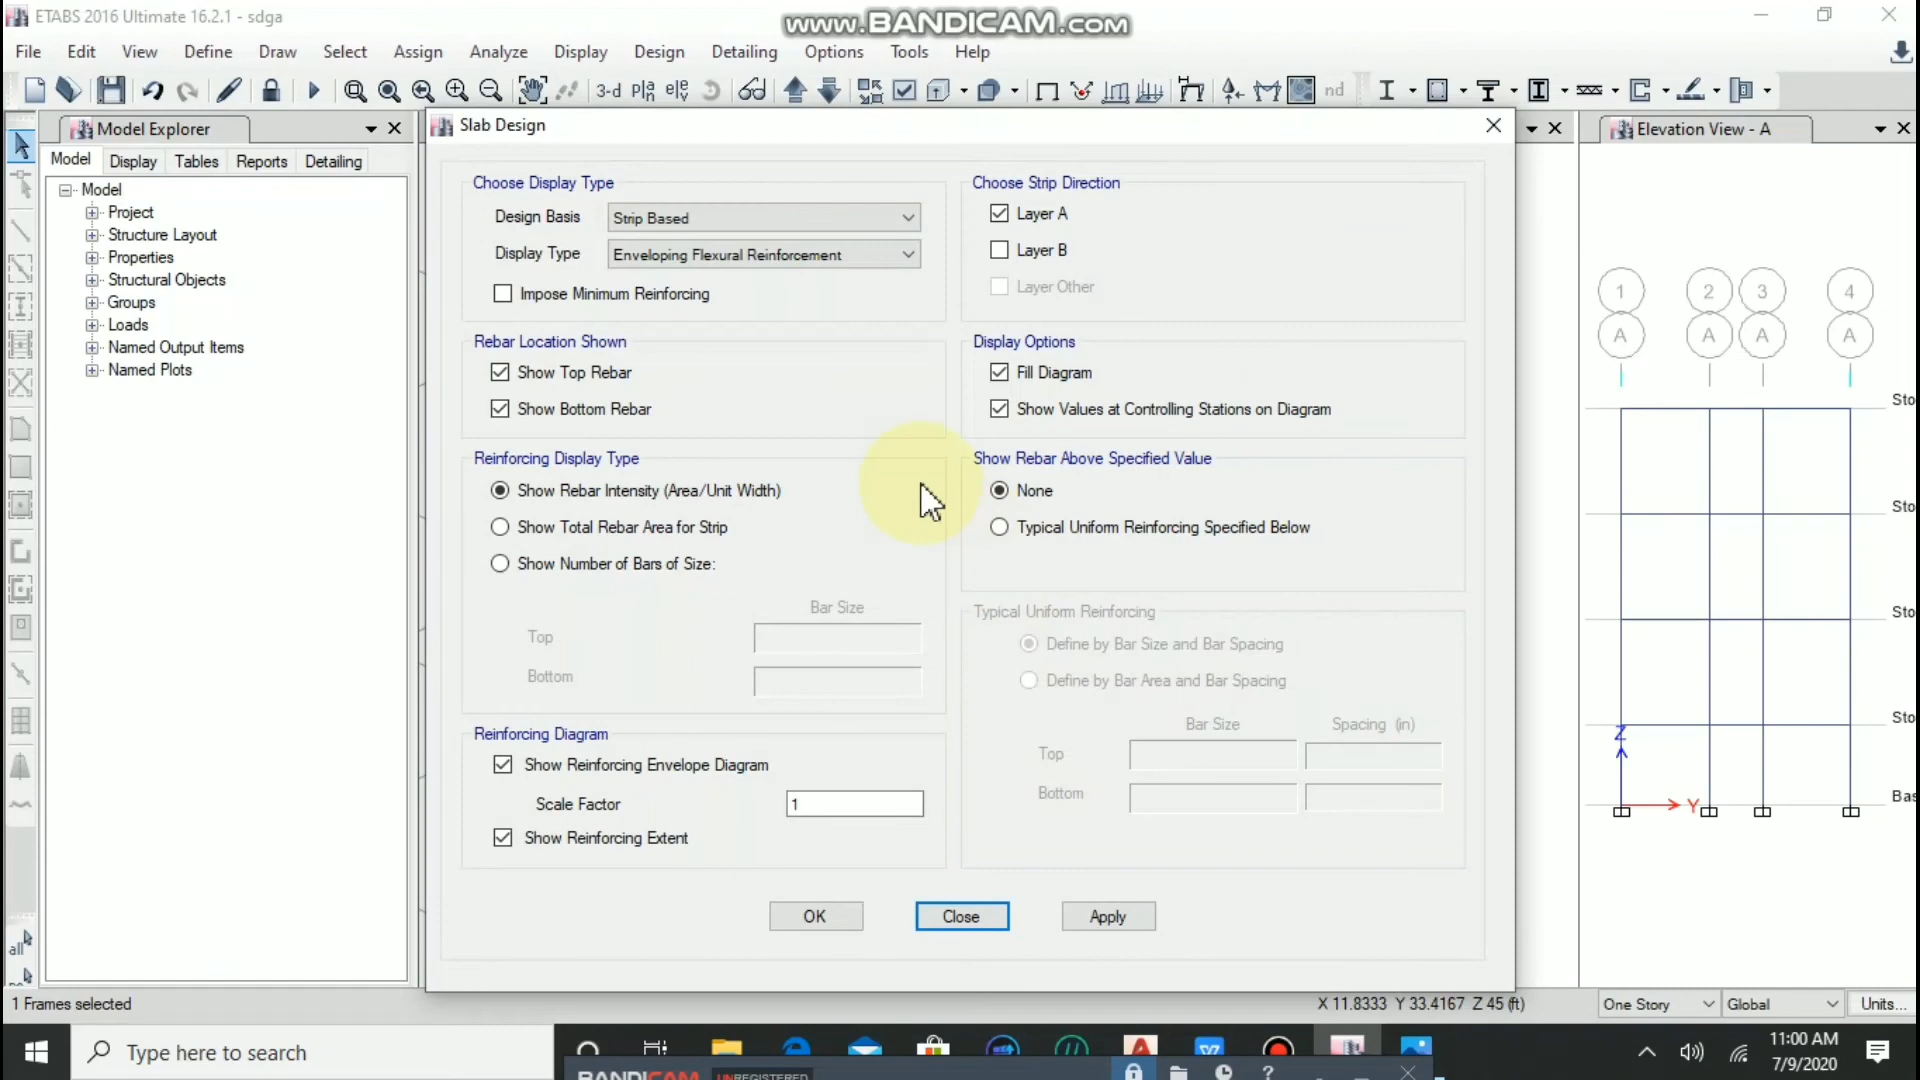 ETABS 2016 Ultimate 16.2.1 - sdga
www.BANDICAM.com
File Edit View Define Draw Select Assign Analyze Display Design Detailing Options Tools Help
3-d
nd
Model Explorer
Model Display Tables Reports Detailing
Model
Project
Structure Layout
Properties
Structural Objects
Groups
Loads
Named Output Items
Named Plots
all
Slab Design
Choose Display Type
Design Basis Strip Based
Display Type Enveloping Flexural Reinforcement
Impose Minimum Reinforcing
Rebar Location Shown
Show Top Rebar
Show Bottom Rebar
Reinforcing Display Type
Show Rebar Intensity (Area/Unit Width)
Show Total Rebar Area for Strip
Show Number of Bars of Size:
Bar Size
Top
Bottom
Reinforcing Diagram
Show Reinforcing Envelope Diagram
Scale Factor 1
Show Reinforcing Extent
Choose Strip Direction
Layer A
Layer B
Layer Other
Display Options
Fill Diagram
Show Values at Controlling Stations on Diagram
Show Rebar Above Specified Value
None
Typical Uniform Reinforcing Specified Below
Typical Uniform Reinforcing
Define by Bar Size and Bar Spacing
Define by Bar Area and Bar Spacing
Bar Size Spacing (in)
Top
Bottom
OK Close Apply
Elevation View - A
1 2 3 4
A A A A
Sto
Sto
Sto
Sto
Z
Y
Bas
1 Frames selected
X 11.8333 Y 33.4167 Z 45 (ft)
One Story Global Units...
Type here to search
BANDICAM UNREGISTERED
11:00 AM
7/9/2020